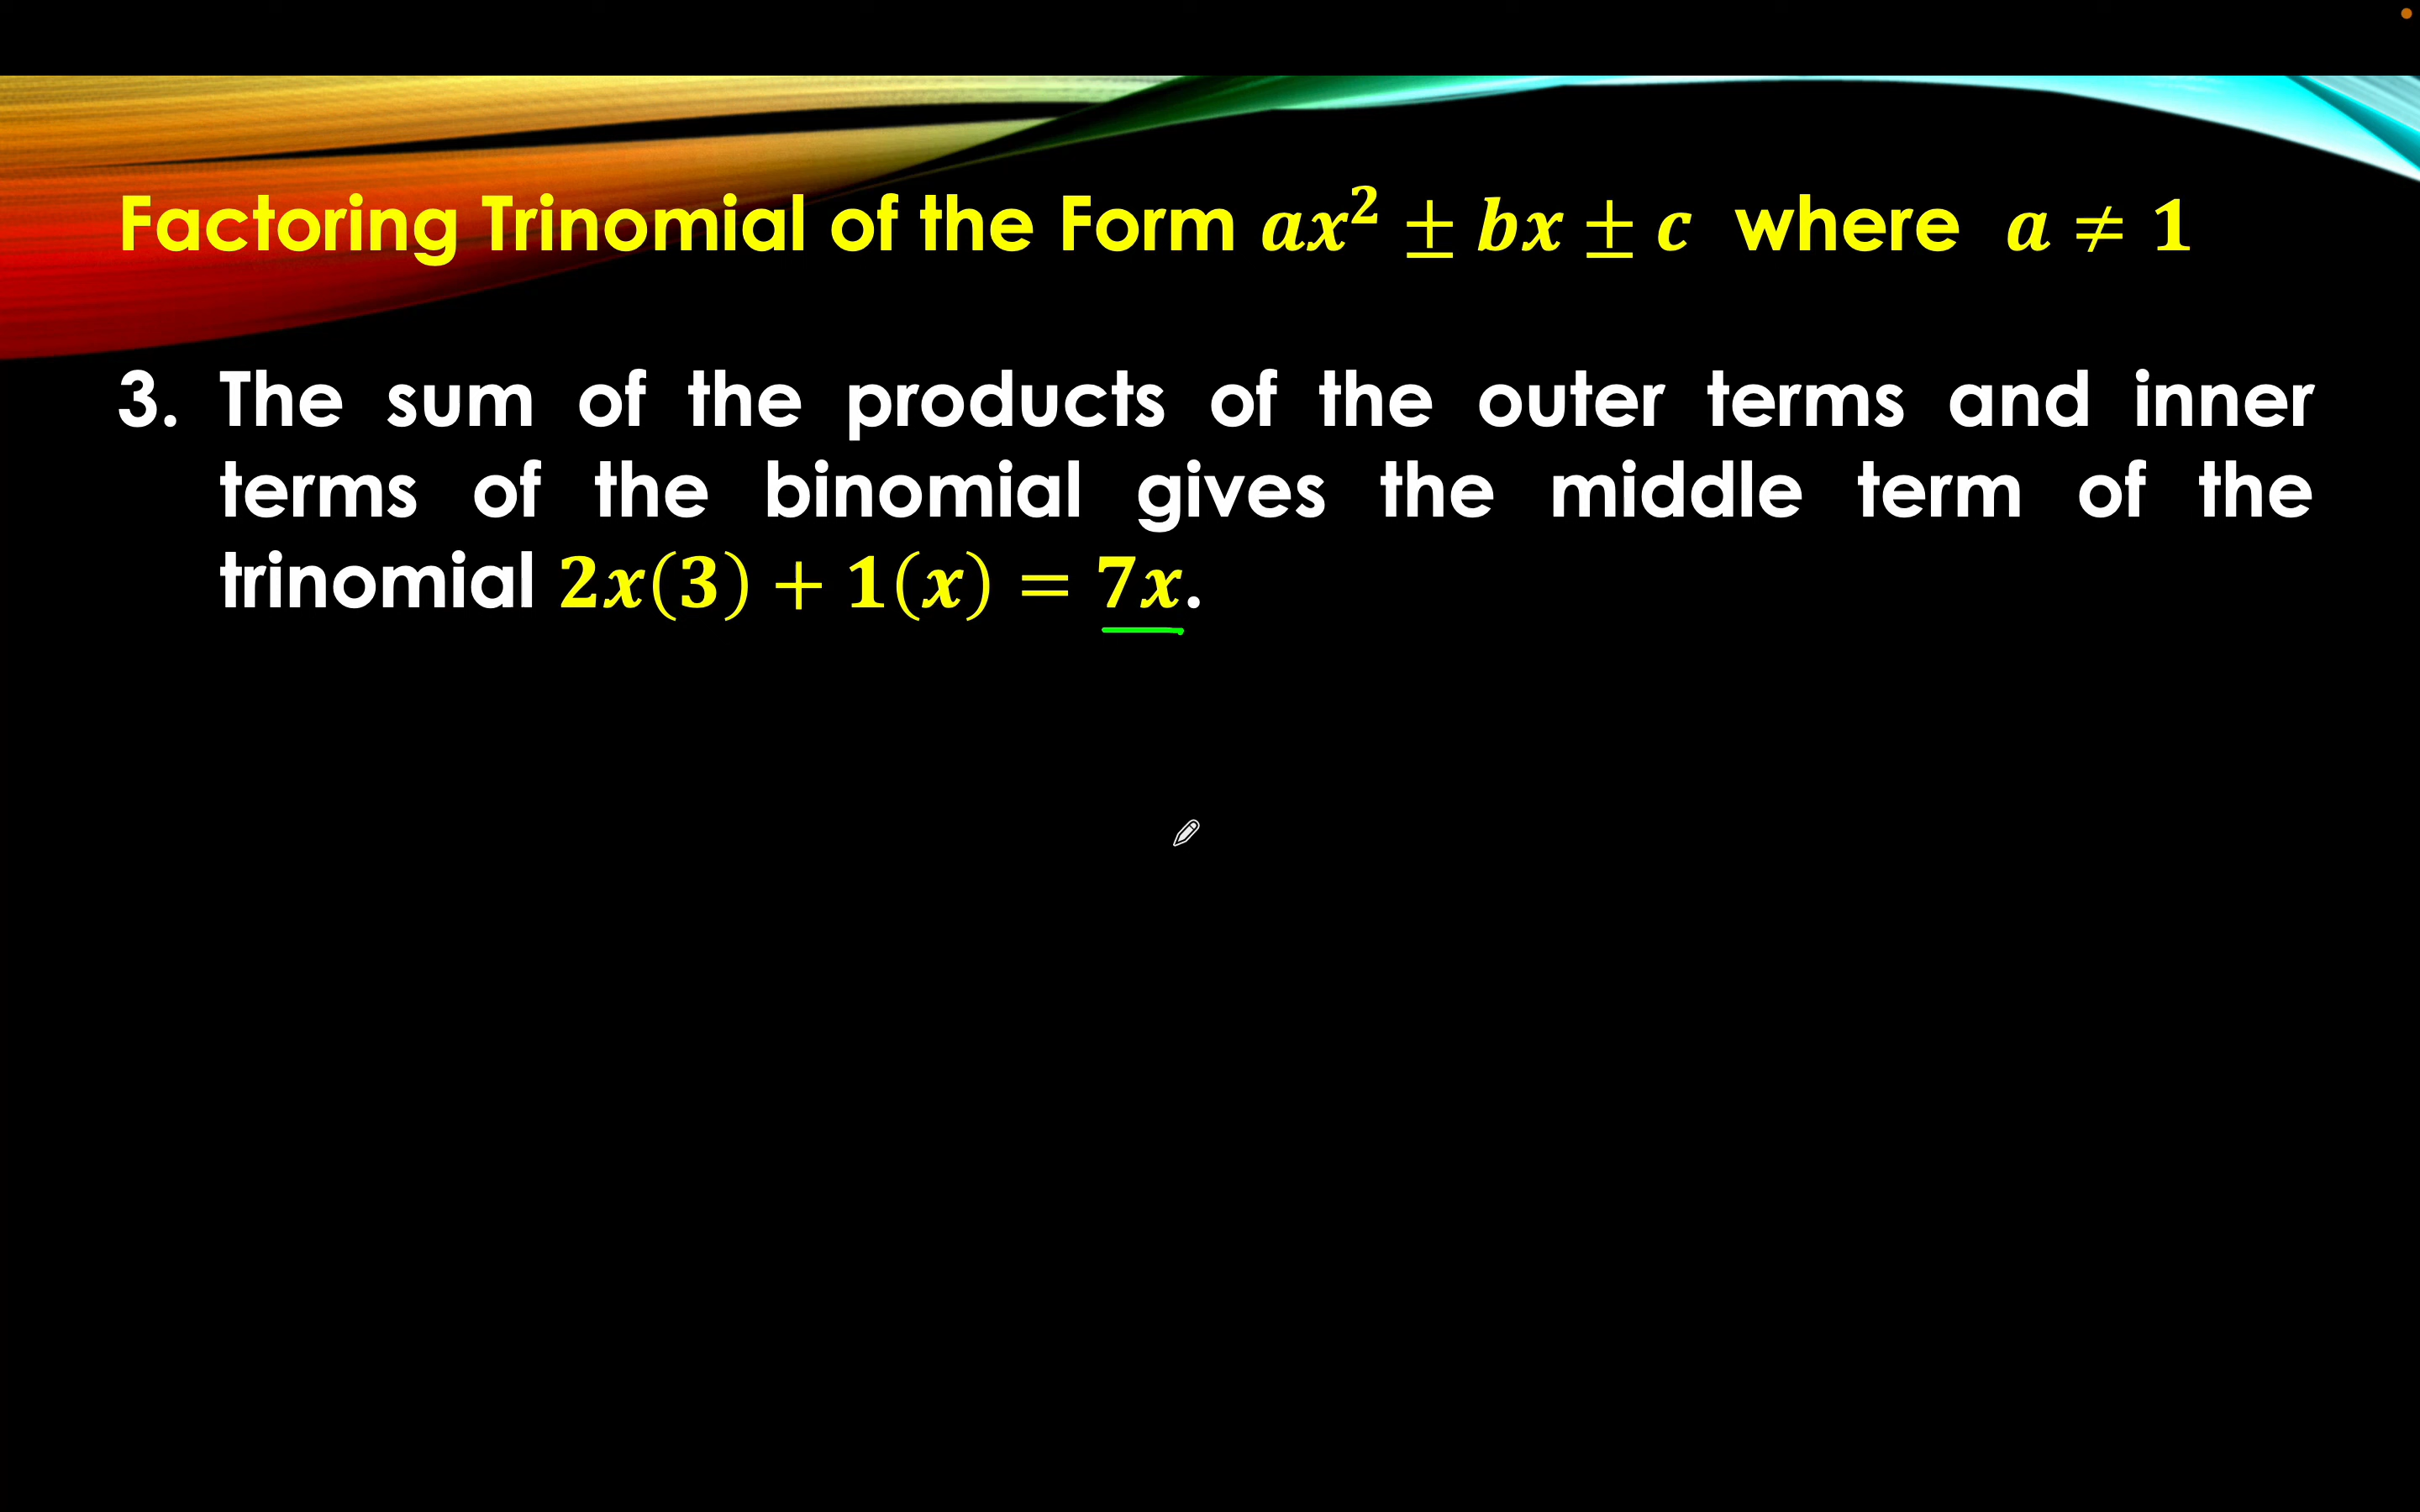 Factoring Trinomial of the Form ax² ± bx ± c where a ≠ 1
3. The sum of the products of the outer terms and inner
terms of the binomial gives the middle term of the
trinomial 2x(3) + 1(x) = 7x.